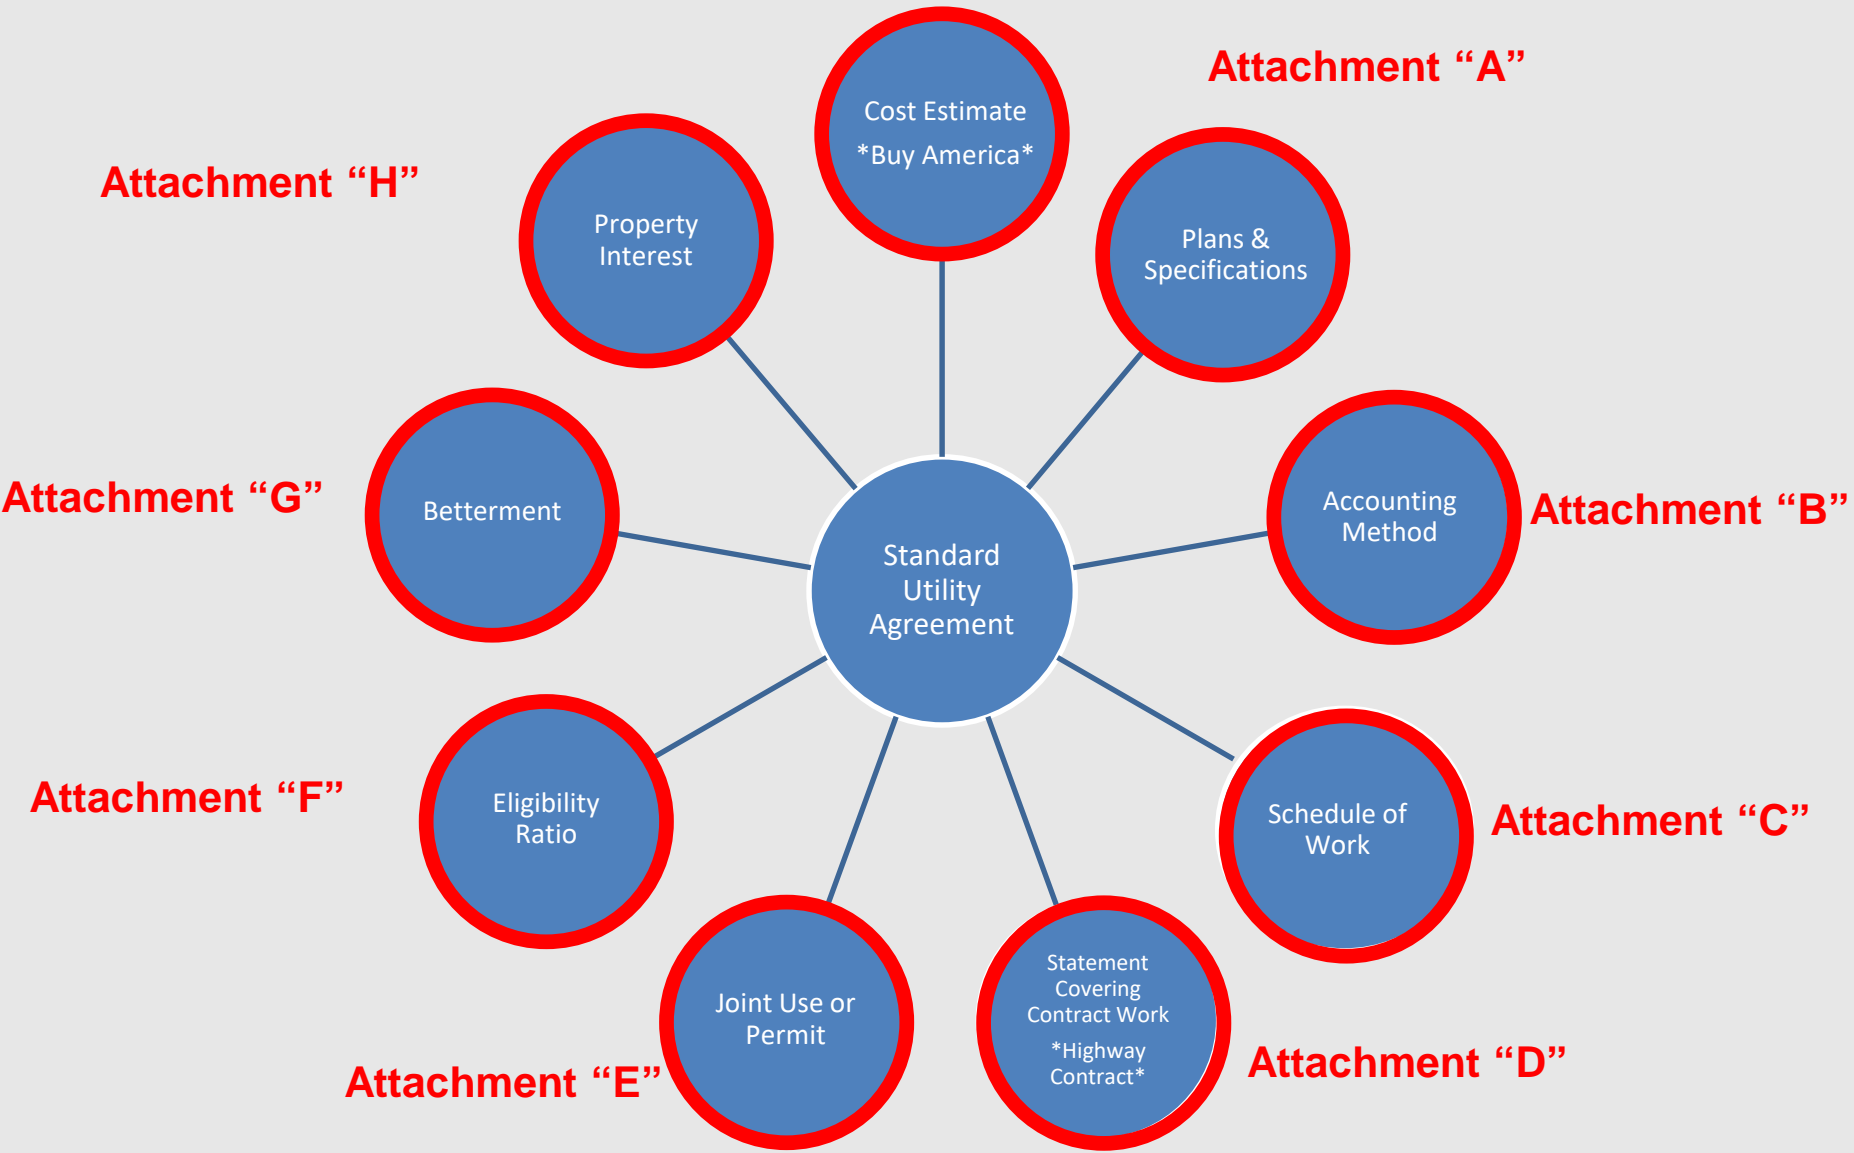 Cost Estimate
*Buy America*
Attachment “A”
Plans &
Specifications
Accounting
Method
Attachment “B”
Schedule of
Work
Attachment “C”
Statement
Covering
Contract Work
*Highway
Contract*
Attachment “D”
Joint Use or
Permit
Attachment “E”
Eligibility
Ratio
Attachment “F”
Betterment
Attachment “G”
Property
Interest
Attachment “H”
Standard
Utility
Agreement